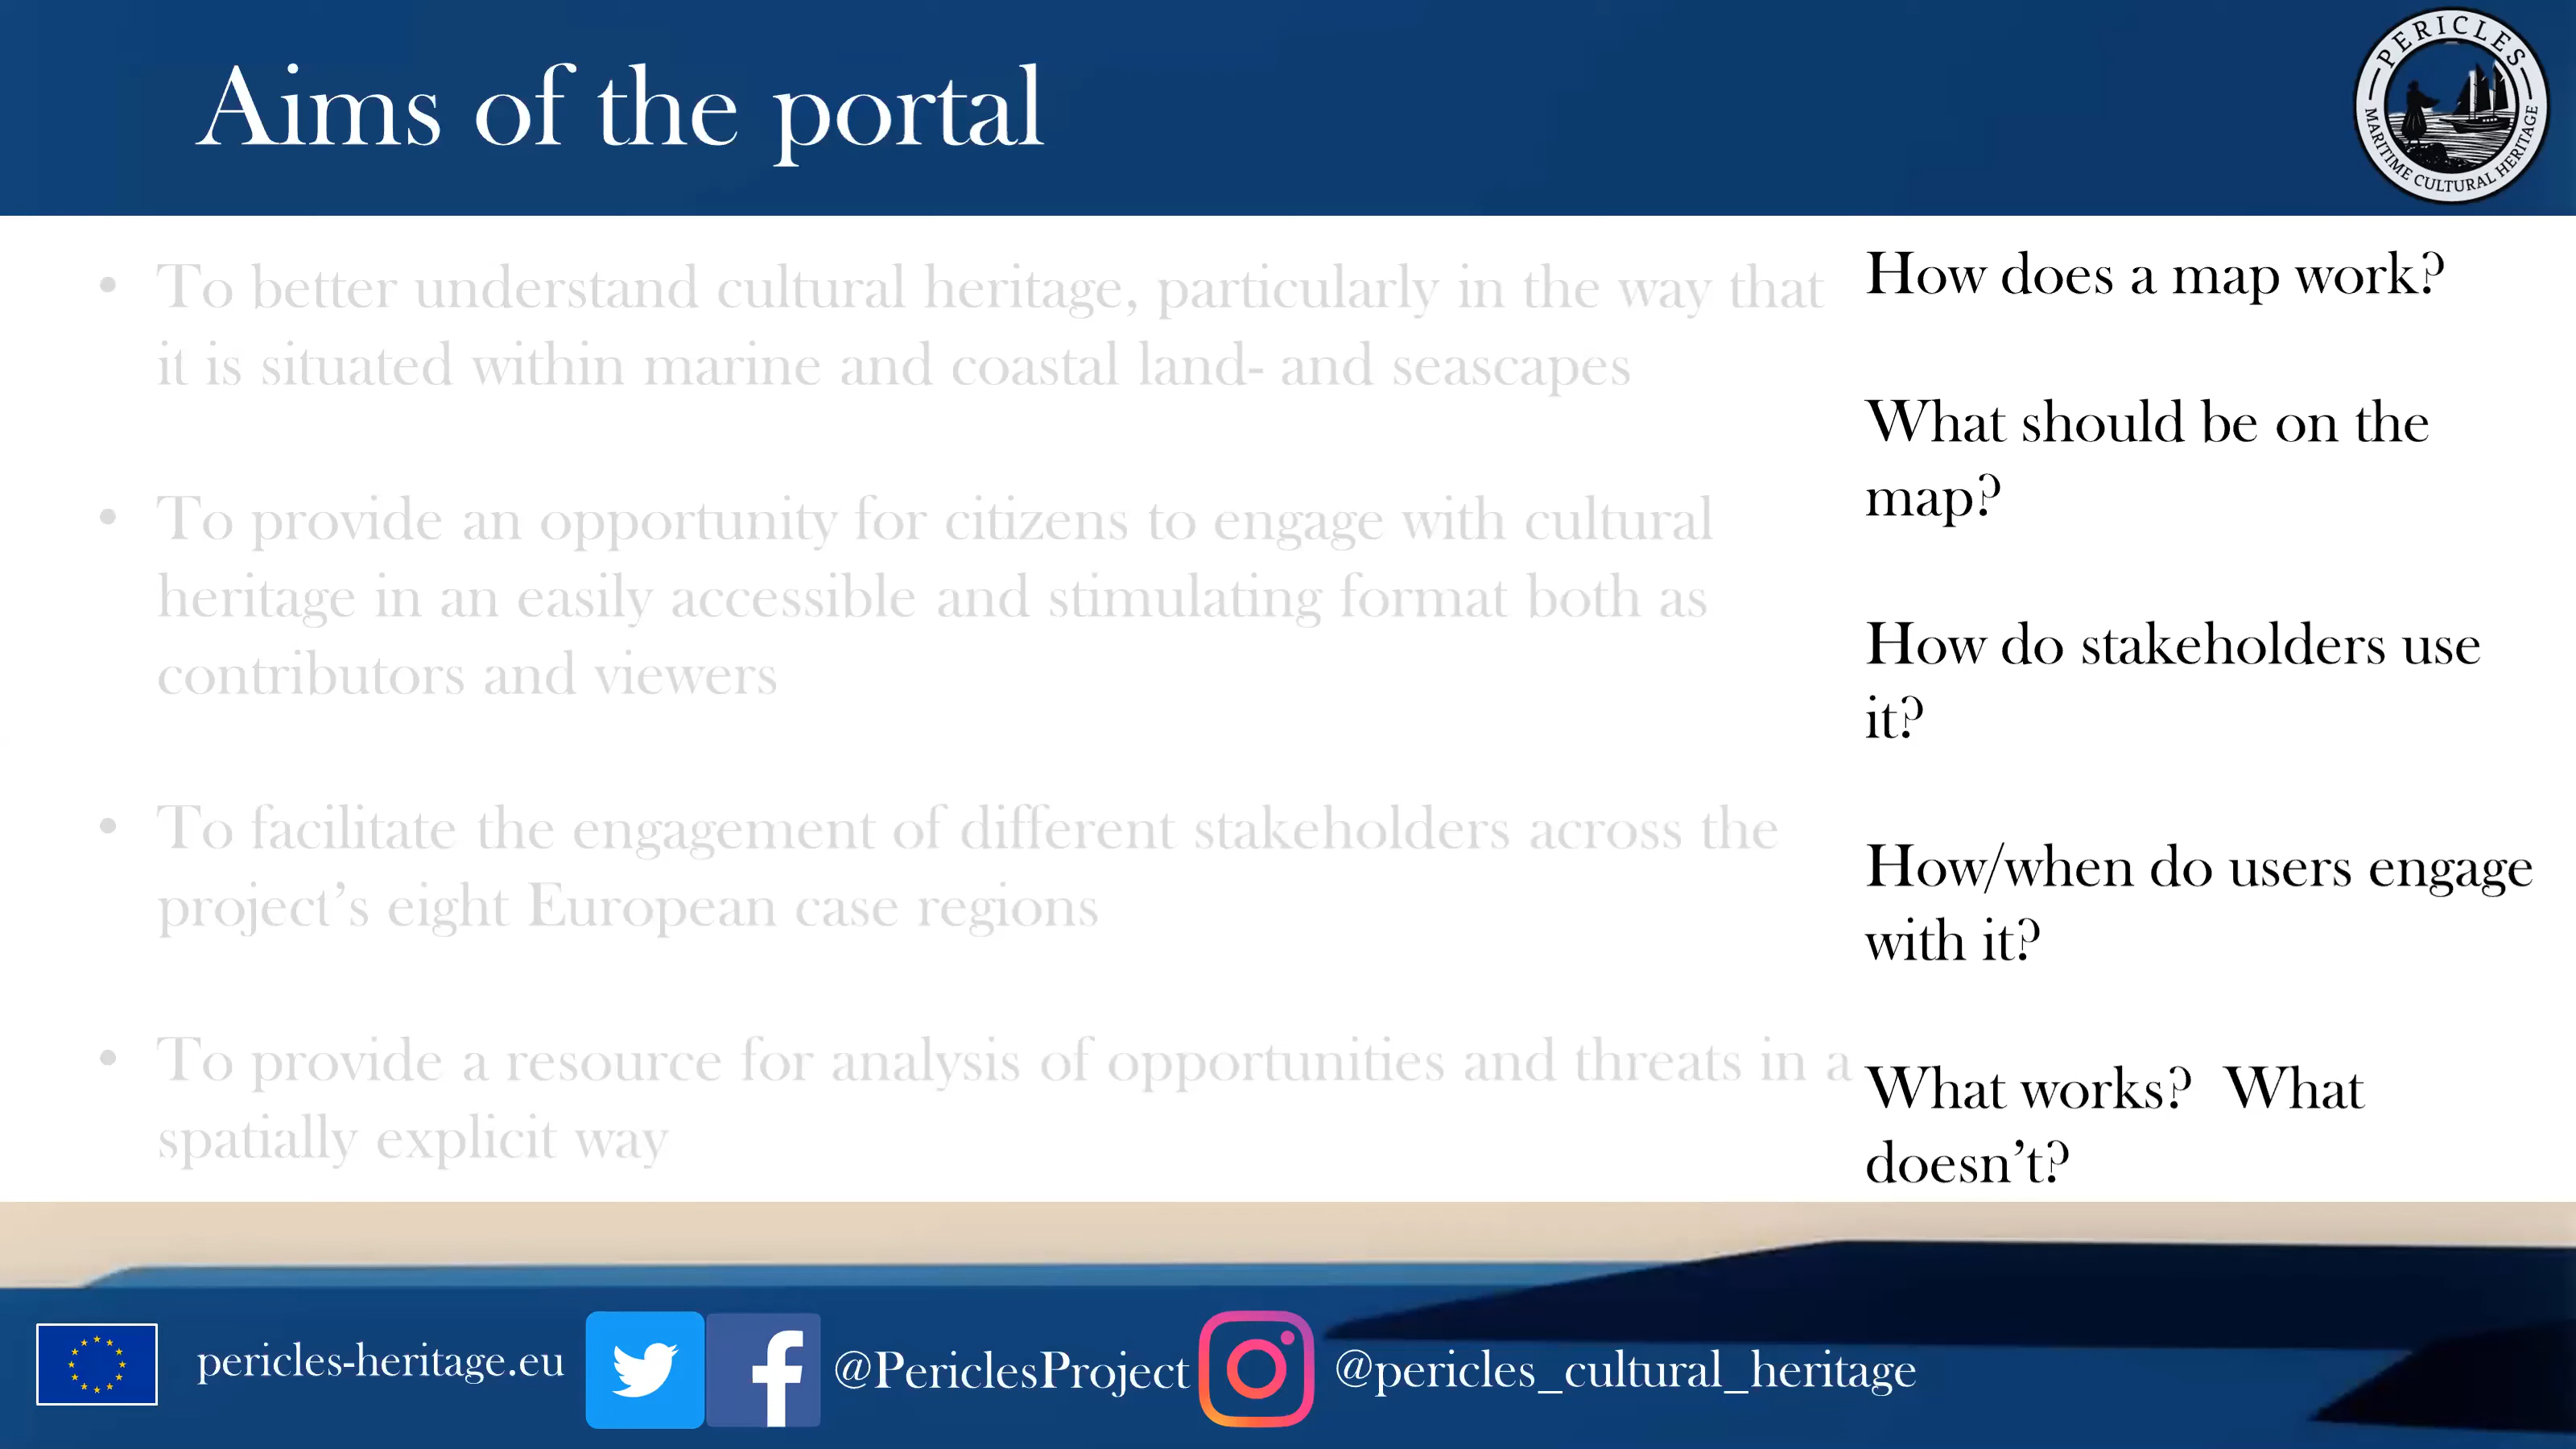 Aims of the portal
PERICLES
MARITIME CULTURAL HERITAGE
• To better understand cultural heritage, particularly in the way that
it is situated within marine and coastal land- and seascapes
• To provide an opportunity for citizens to engage with cultural
heritage in an easily accessible and stimulating format both as
contributors and viewers
• To facilitate the engagement of different stakeholders across the
project’s eight European case regions
• To provide a resource for analysis of opportunities and threats in a
spatially explicit way
How does a map work?
What should be on the
map?
How do stakeholders use
it?
How/when do users engage
with it?
What works?  What
doesn’t?
pericles-heritage.eu
@PericlesProject
@pericles_cultural_heritage